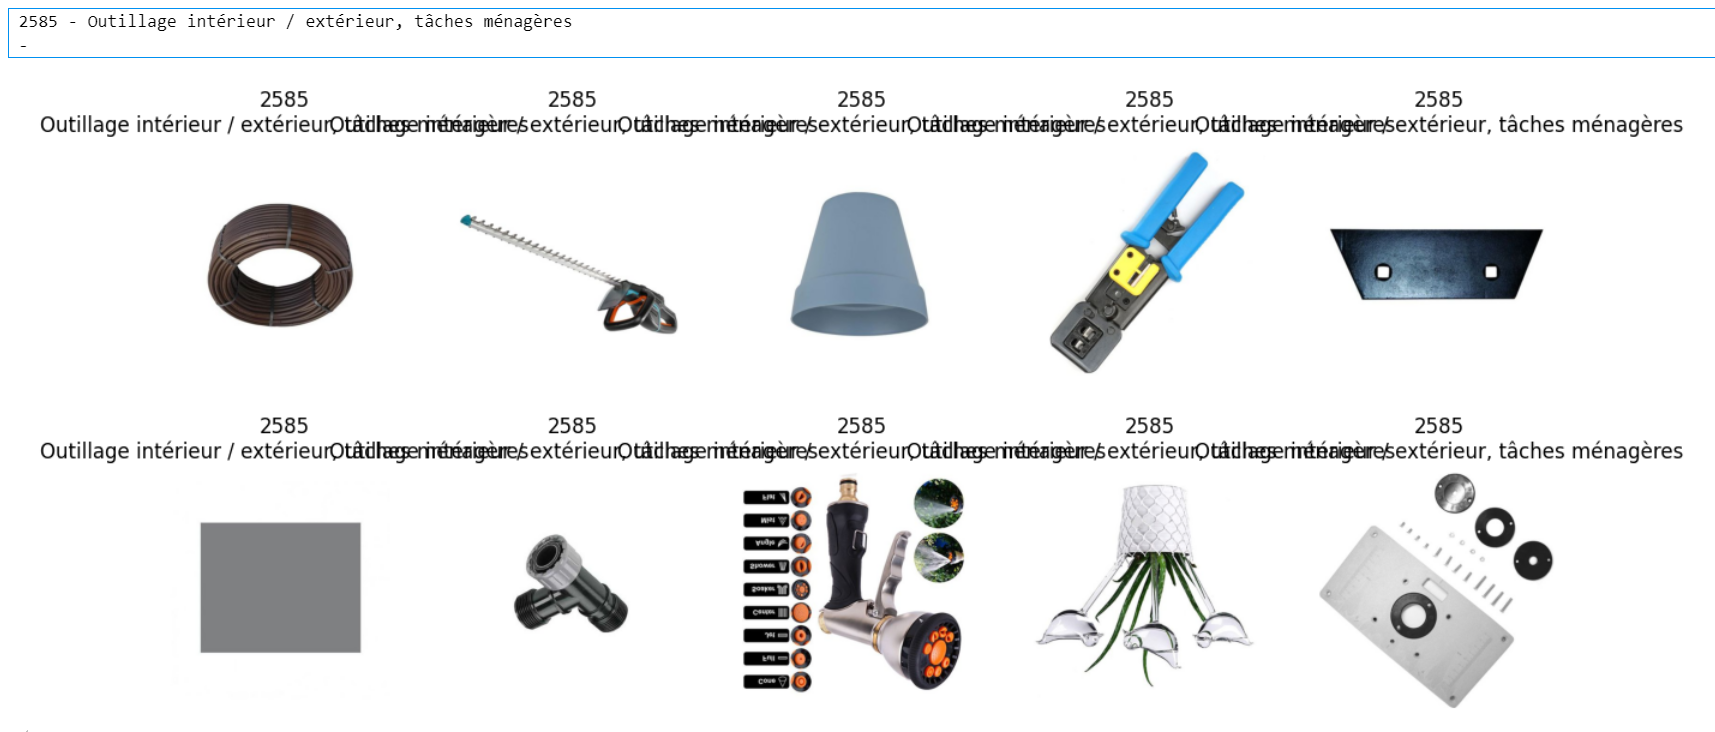 2585 - Outillage intérieur / extérieur, tâches ménagères
-
2585 2585 2585 2585 2585
Outillage intérieur / extérieur, tâches ménagères Outillage intérieur / extérieur, tâches ménagères Outillage intérieur / extérieur, tâches ménagères Outillage intérieur / extérieur, tâches ménagères Outillage intérieur / extérieur, tâches ménagères
2585 2585 2585 2585 2585
Outillage intérieur / extérieur, tâches ménagères Outillage intérieur / extérieur, tâches ménagères Outillage intérieur / extérieur, tâches ménagères Outillage intérieur / extérieur, tâches ménagères Outillage intérieur / extérieur, tâches ménagères
Flat
Mist
Angle
Shower
Soaker
Center
Jet
Full
Cone